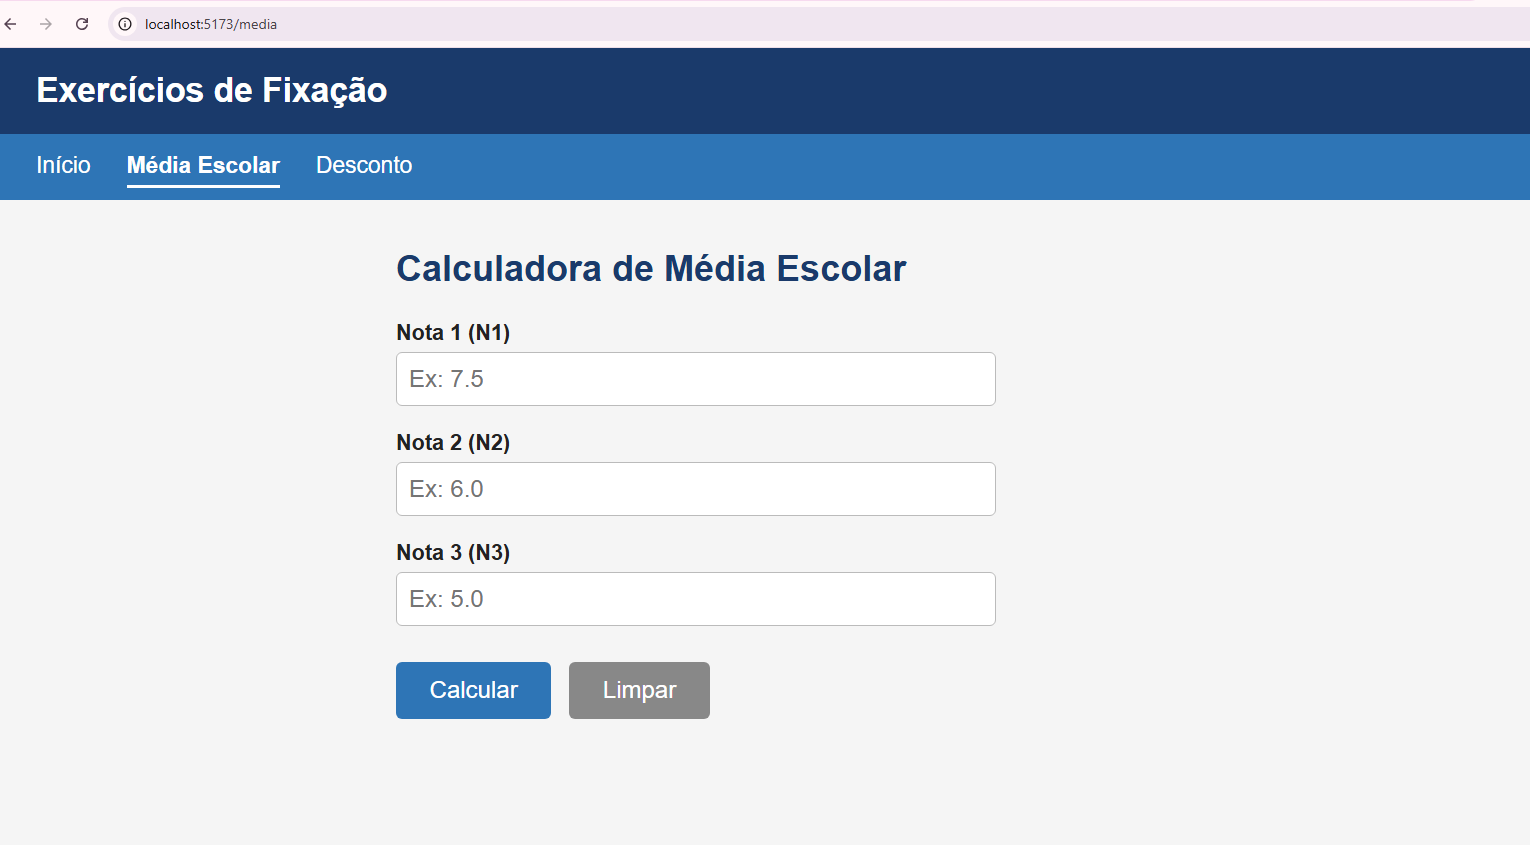 localhost:5173/media
Exercícios de Fixação
Início Média Escolar Desconto
Calculadora de Média Escolar
Nota 1 (N1)
Ex: 7.5
Nota 2 (N2)
Ex: 6.0
Nota 3 (N3)
Ex: 5.0
Calcular Limpar